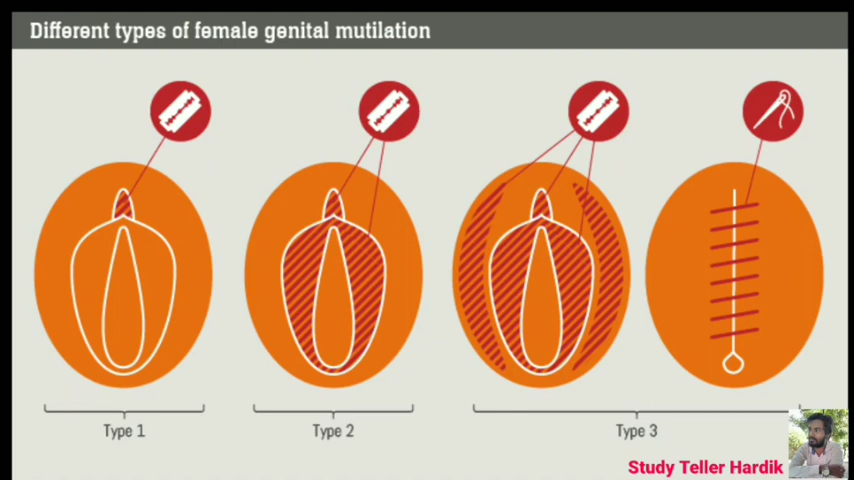 Different types of female genital mutilation
Type 1
Type 2
Type 3
Study Teller Hardik